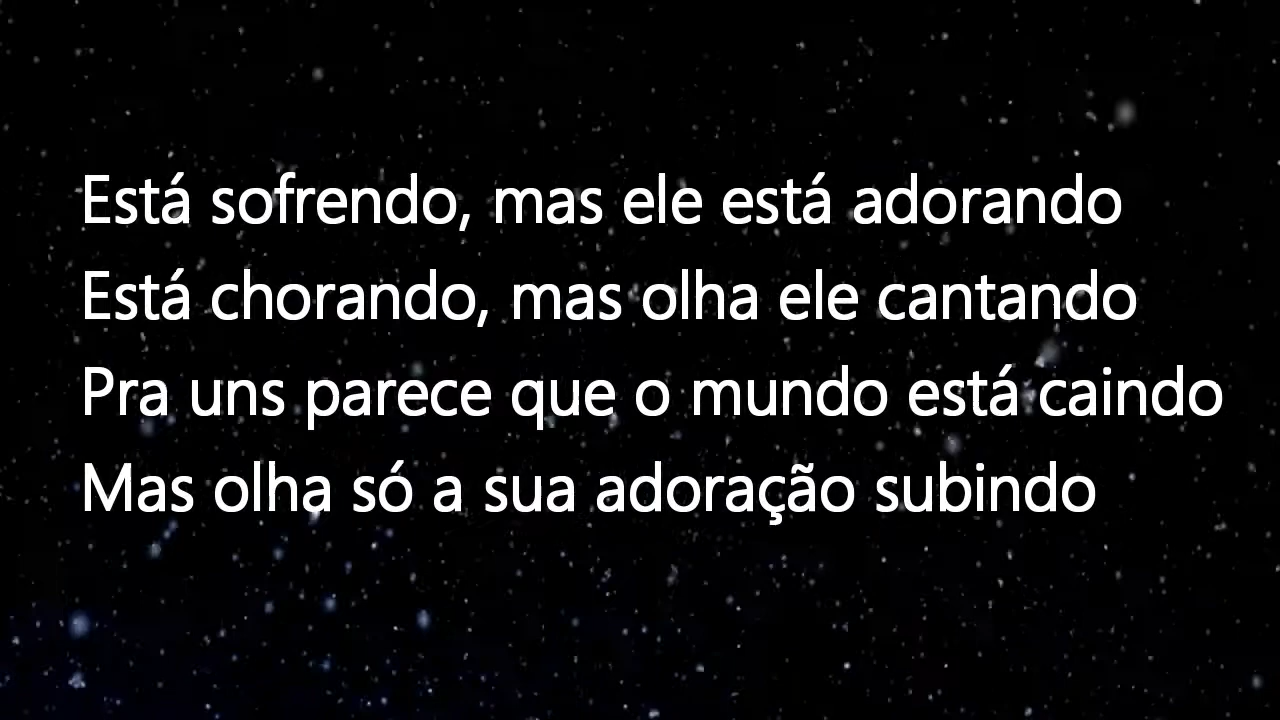 Está sofrendo, mas ele está adorando
Está chorando, mas olha ele cantando
Pra uns parece que o mundo está caindo
Mas olha só a sua adoração subindo